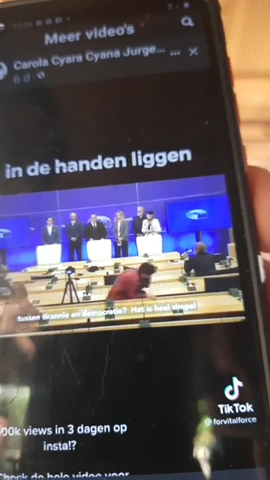 Meer video's
Carola Cyara Cyana Jurge... ... ×
6 d
in de handen liggen
tussen tirannie en democratie? Het is heel simpel
TikTok
@ forvitalforce
00k views in 3 dagen op
insta!?
Check de hele video voor